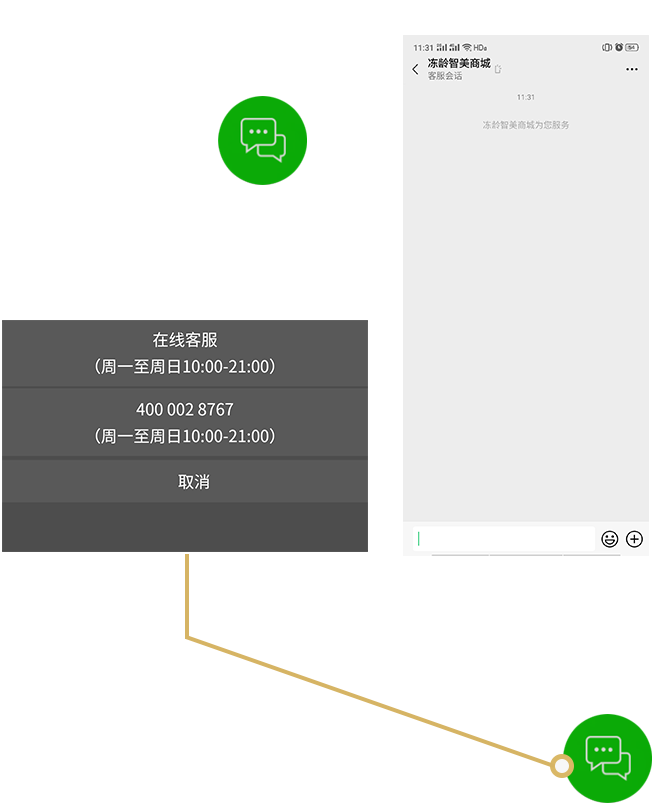 11:31 HD 64
冻龄智美商城
客服会话
11:31
冻龄智美商城为您服务
在线客服
（周一至周日10:00-21:00）
400 002 8767
（周一至周日10:00-21:00）
取消